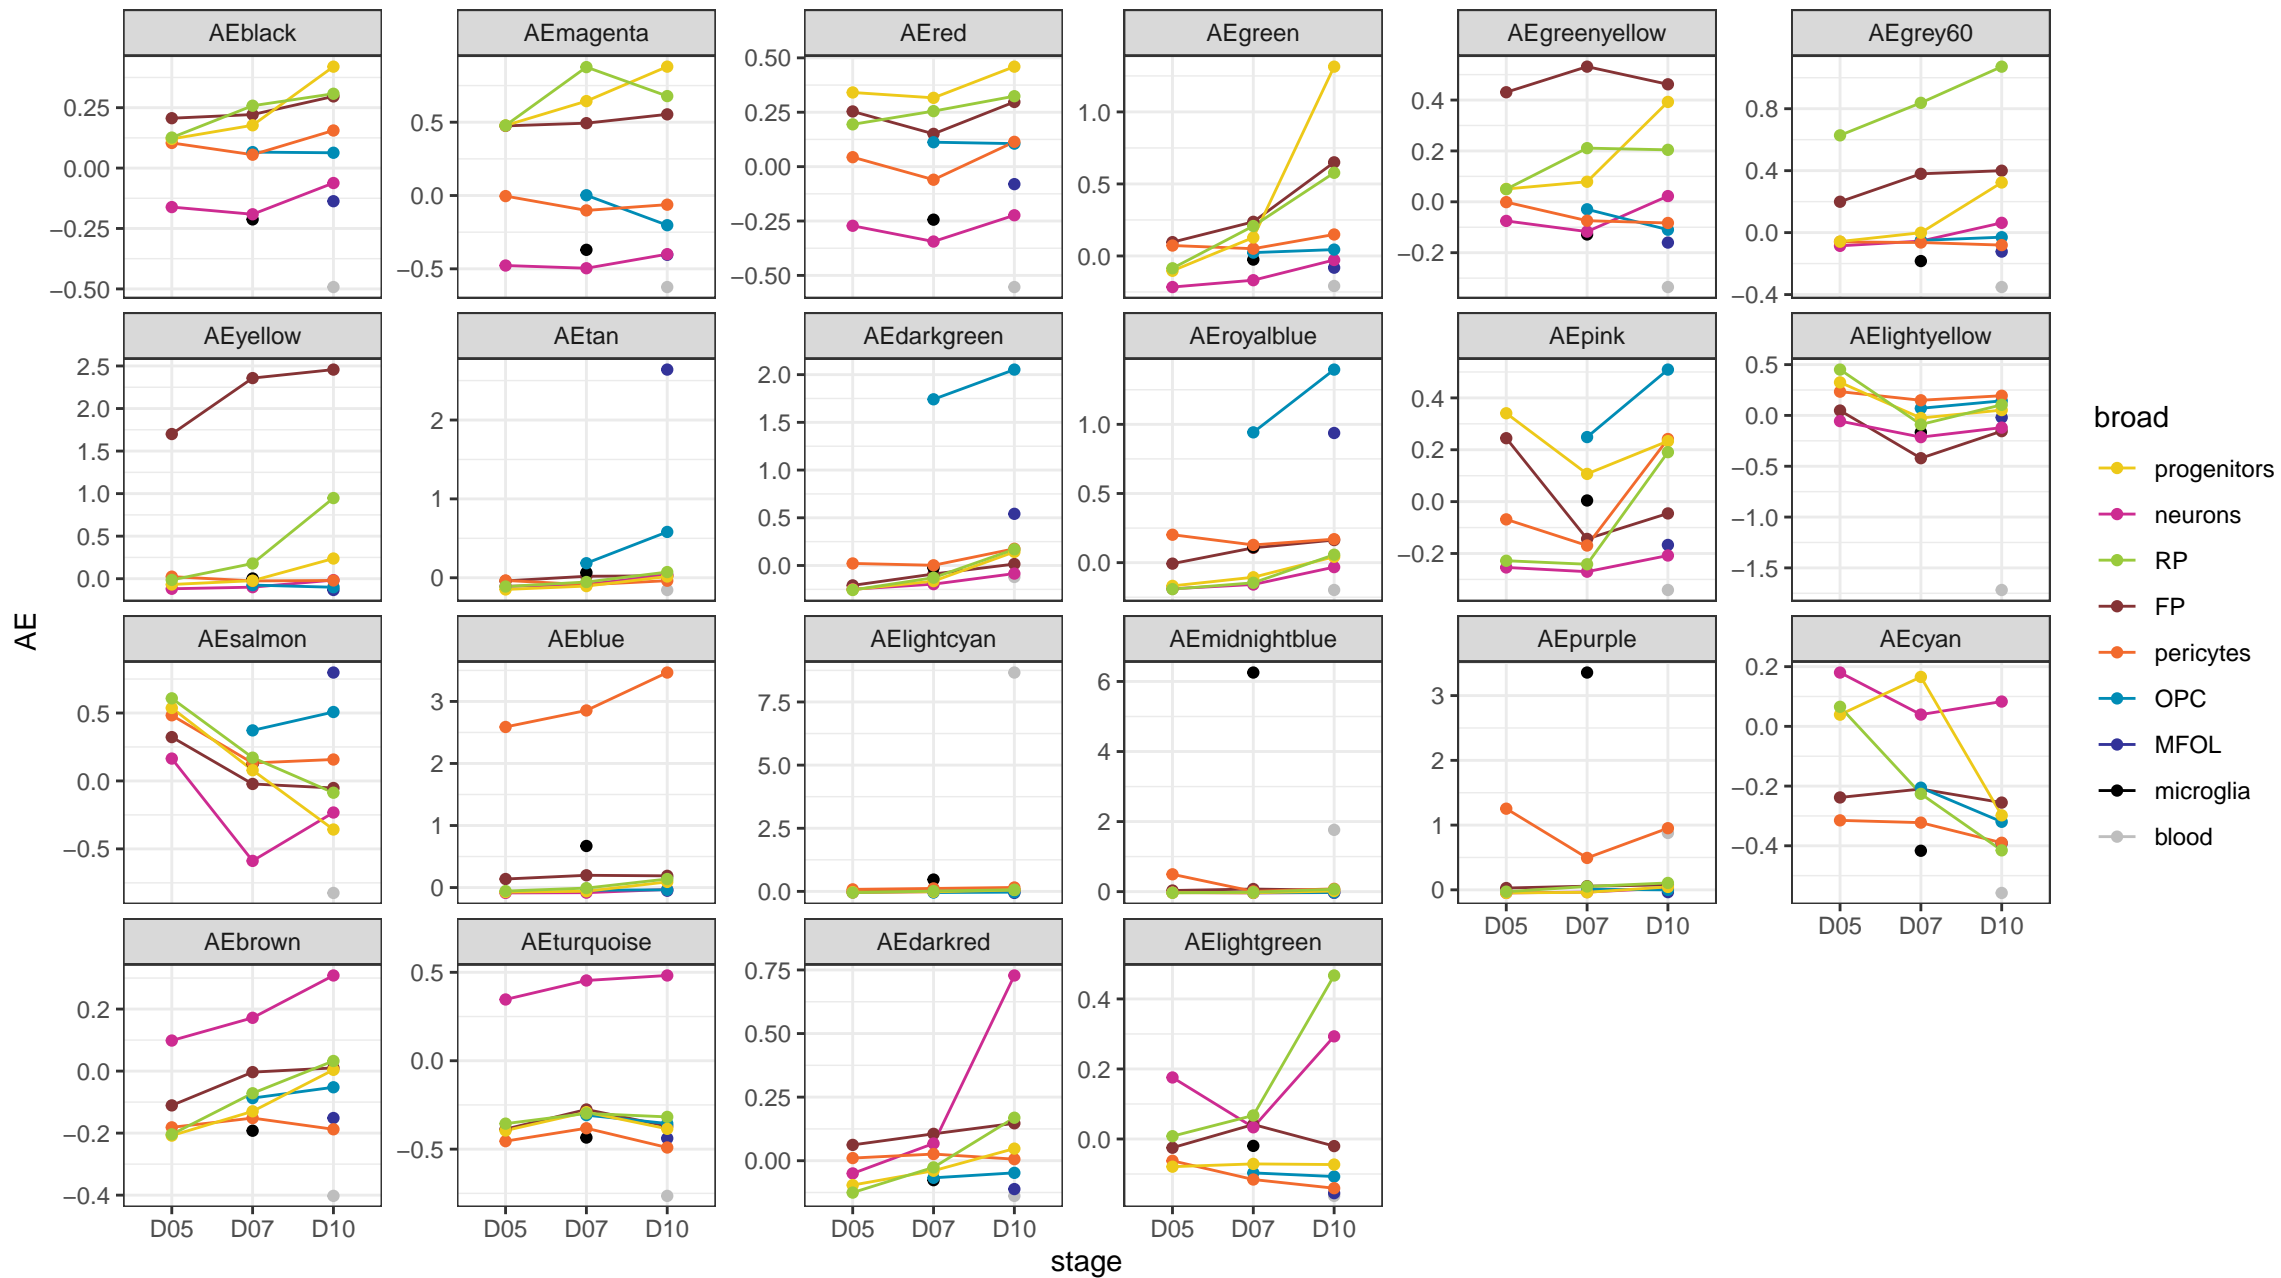 AEblack AEmagenta AEred AEgreen AEgreenyellow AEgrey60
0.25 0.00 −0.25 −0.50
0.5 0.0 −0.5
0.50 0.25 0.00 −0.25 −0.50
1.0 0.5 0.0
0.4 0.2 0.0 −0.2
0.8 0.4 0.0 −0.4
AEyellow AEtan AEdarkgreen AEroyalblue AEpink AElightyellow
2.5 2.0 1.5 1.0 0.5 0.0
2 1 0
2.0 1.5 1.0 0.5 0.0
1.0 0.5 0.0
0.4 0.2 0.0 −0.2
0.5 0.0 −0.5 −1.0 −1.5
AEsalmon AEblue AElightcyan AEmidnightblue AEpurple AEcyan
0.5 0.0 −0.5
3 2 1 0
7.5 5.0 2.5 0.0
6 4 2 0
3 2 1 0
0.2 0.0 −0.2 −0.4
D05 D07 D10 D05 D07 D10
AEbrown AEturquoise AEdarkred AElightgreen
0.2 0.0 −0.2 −0.4
0.5 0.0 −0.5
0.75 0.50 0.25 0.00
0.4 0.2 0.0
D05 D07 D10 D05 D07 D10 D05 D07 D10 D05 D07 D10
stage
AE
broad
progenitors
neurons
RP
FP
pericytes
OPC
MFOL
microglia
blood